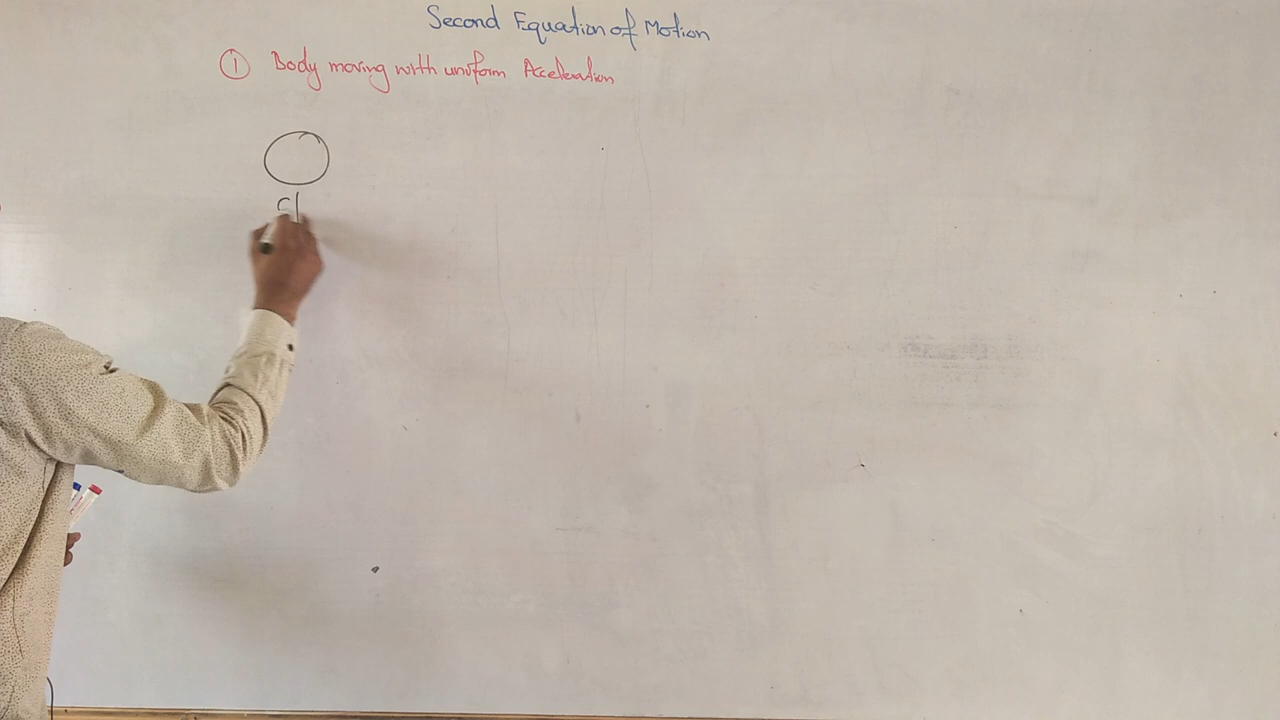 Second Equation of Motion
① Body moving with uniform Acceleration